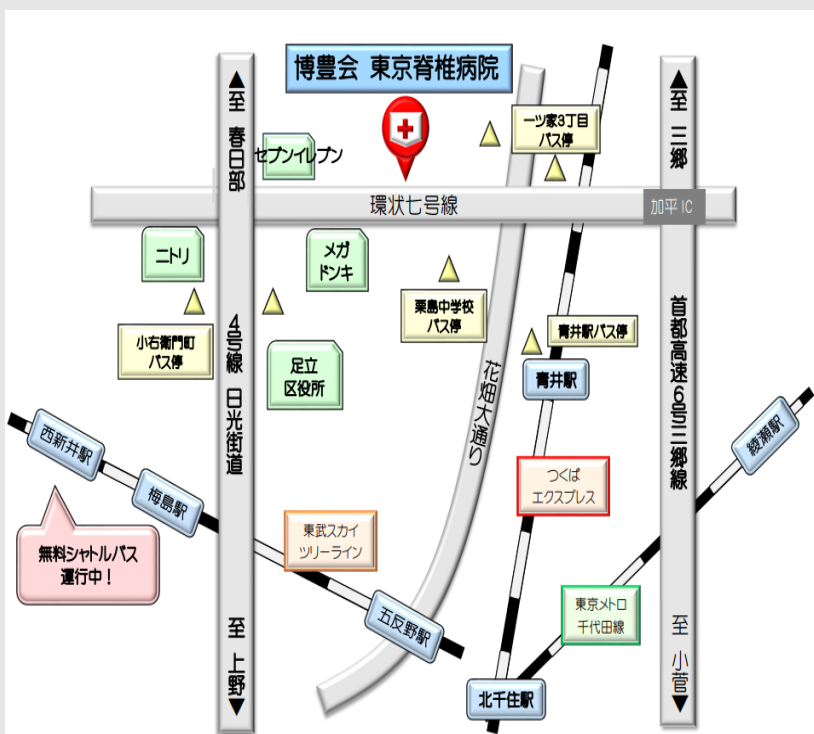 博豊会 東京脊椎病院
▲至 春日部
▲至 三郷
一ツ家3丁目
バス停
セブンイレブン
環状七号線
加平 IC
ニトリ
メガ
ドンキ
栗島中学校
バス停
小右衛門町
バス停
青井駅バス停
4号線 日光街道
足立
区役所
青井駅
花畑大通り
首都高速6号三郷線
西新井駅
梅島駅
綾瀬駅
つくば
エクスプレス
東武スカイ
ツリーライン
無料シャトルバス
運行中！
東京メトロ
千代田線
五反野駅
至 上野▼
至 小菅▼
北千住駅